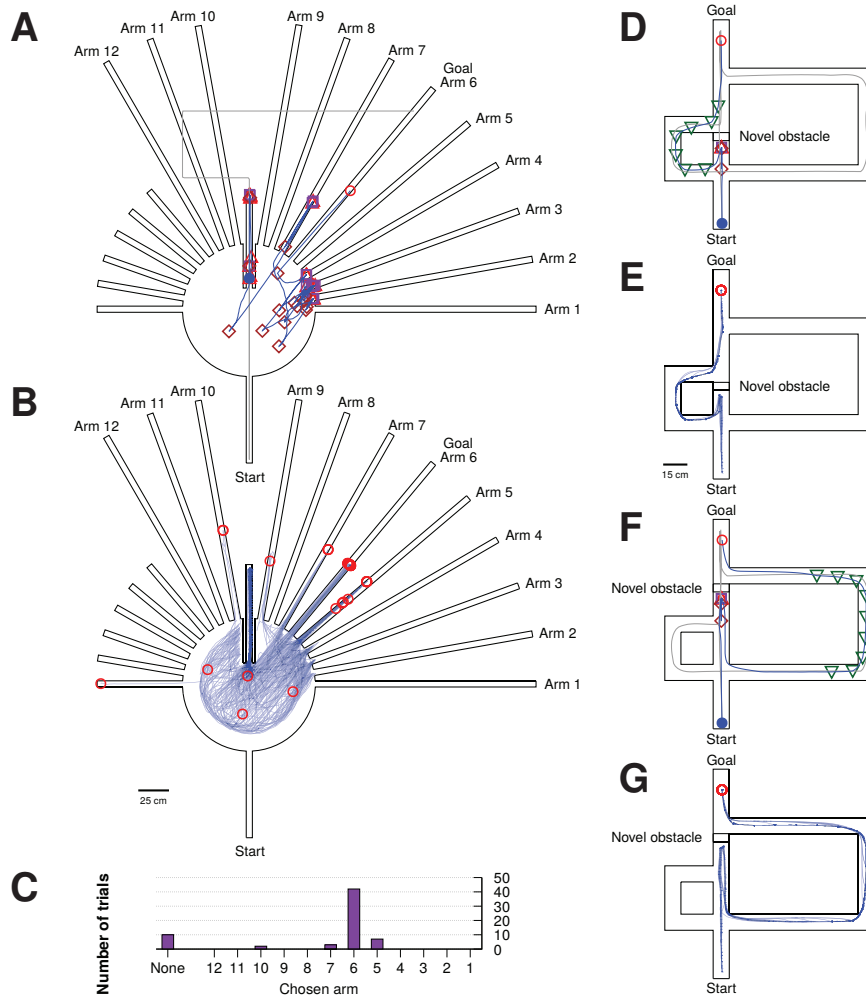 A
Arm 12
Arm 11
Arm 10
Arm 9
Arm 8
Arm 7
Goal
Arm 6
Arm 5
Arm 4
Arm 3
Arm 2
Arm 1
Start
B
Arm 12
Arm 11
Arm 10
Arm 9
Arm 8
Arm 7
Goal
Arm 6
Arm 5
Arm 4
Arm 3
Arm 2
Arm 1
25 cm
Start
C
Number of trials
50
40
30
20
10
0
None 12 11 10 9 8 7 6 5 4 3 2 1
Chosen arm
D
Goal
Novel obstacle
Start
E
Goal
Novel obstacle
15 cm
Start
F
Goal
Novel obstacle
Start
G
Goal
Novel obstacle
Start